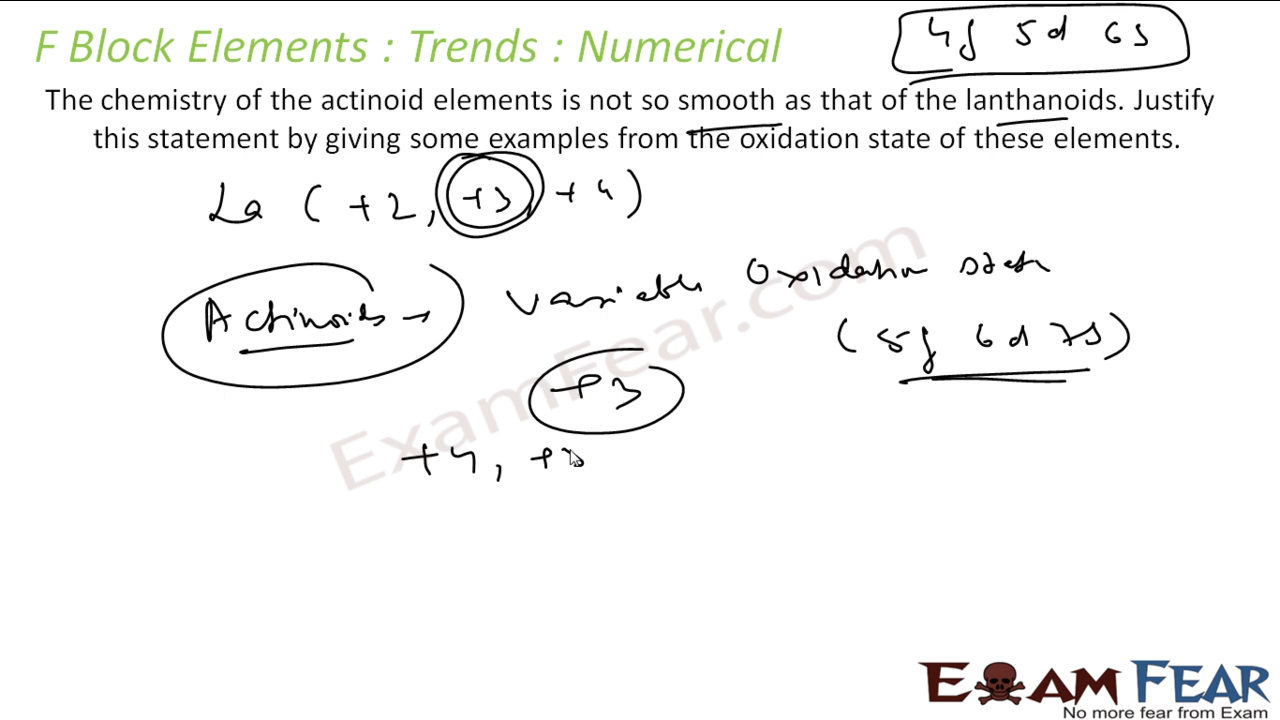 F Block Elements : Trends : Numerical
4f 5d 6s
The chemistry of the actinoid elements is not so smooth as that of the lanthanoids. Justify
this statement by giving some examples from the oxidation state of these elements.
La ( +2, +3 +4 )
Actinoids → Variable Oxidation state
( 5f 6d 7s )
+3
+4, +
ExamFear.com
EXAM FEAR
No more fear from Exam